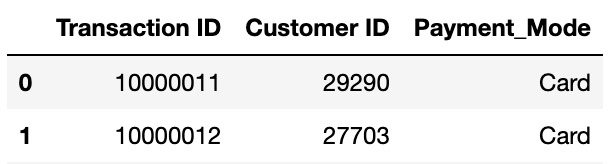 Transaction ID Customer ID Payment_Mode
0 10000011 29290 Card
1 10000012 27703 Card